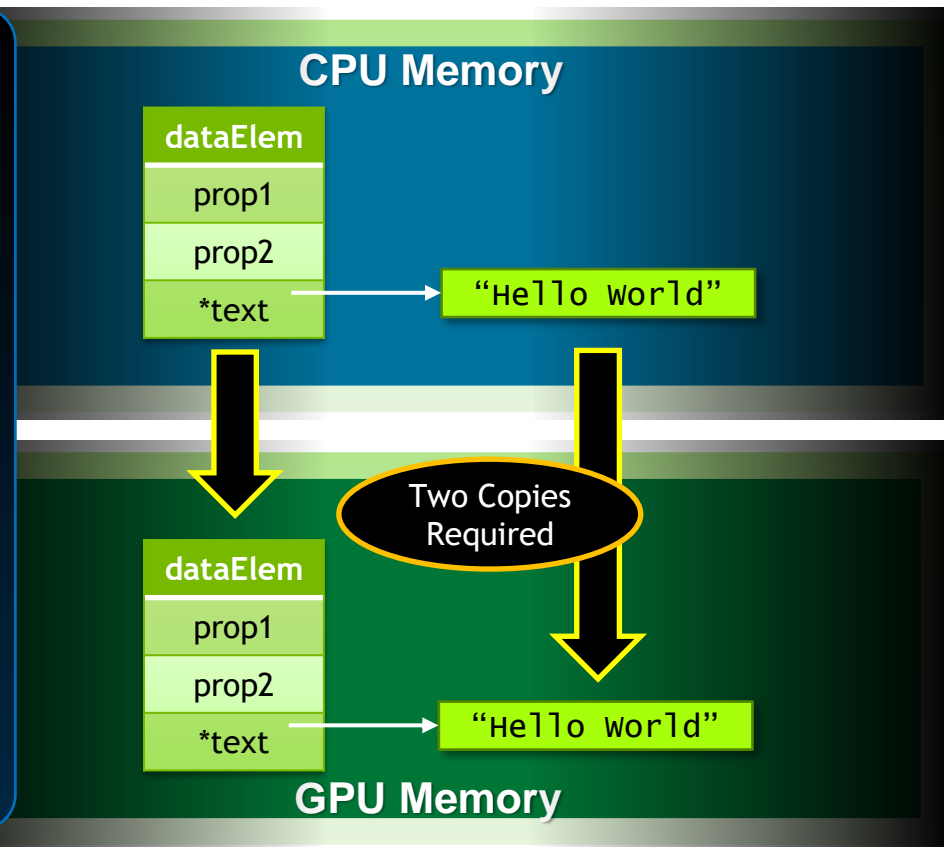 CPU Memory
dataElem
prop1
prop2
*text
“Hello World”
Two Copies
Required
dataElem
prop1
prop2
*text
“Hello World”
GPU Memory